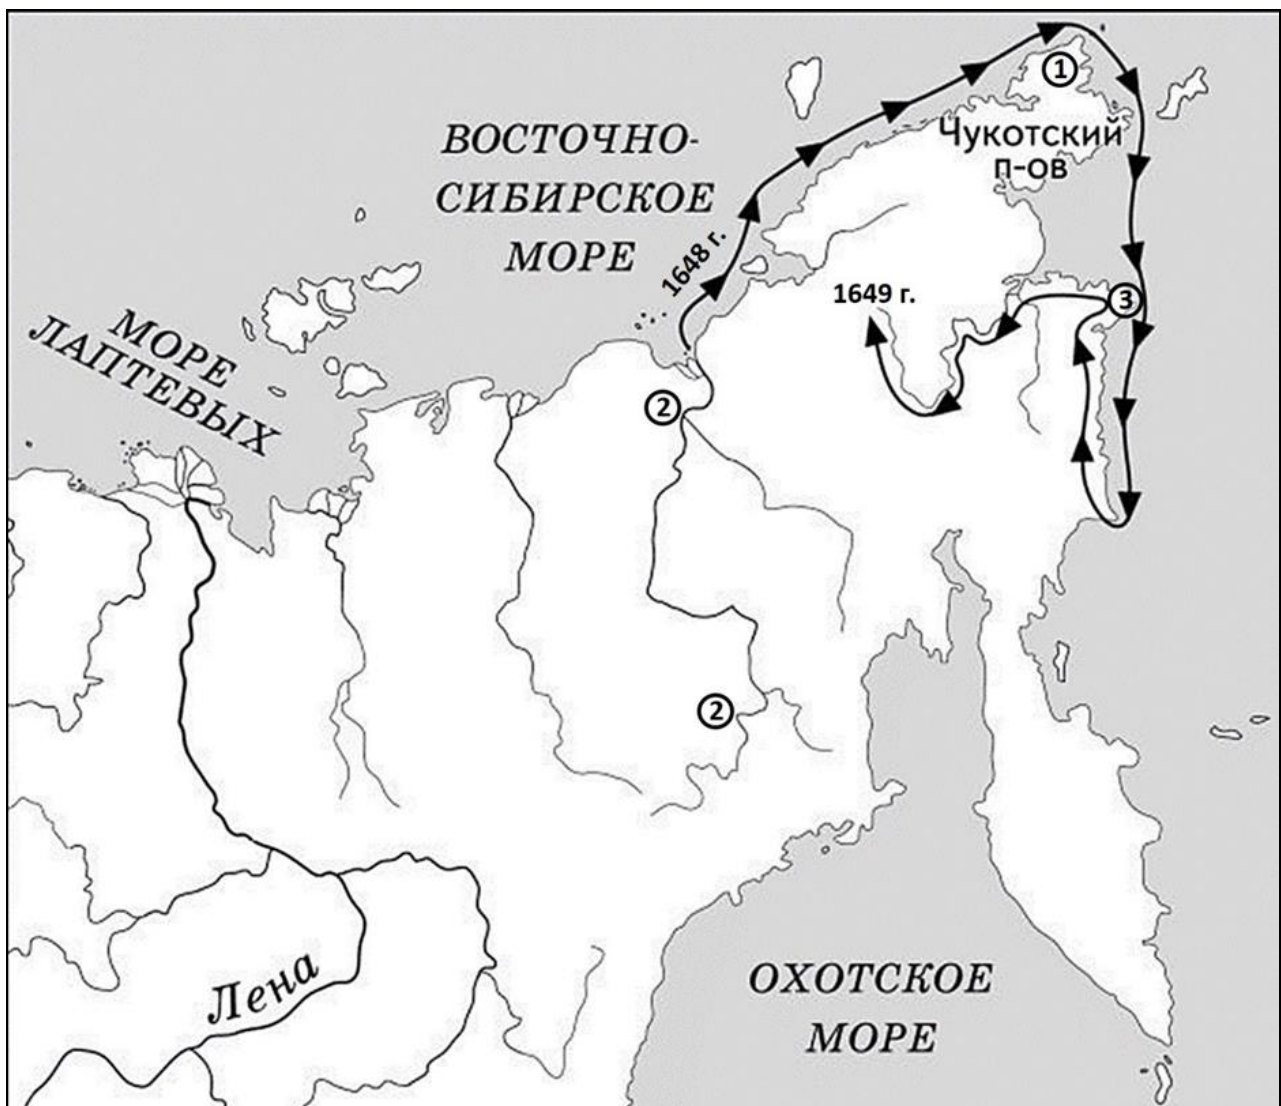 1
ВОСТОЧНО-
СИБИРСКОЕ
МОРЕ
Чукотский
п-ов
1648 г.
1649 г.
3
МОРЕ
ЛАПТЕВЫХ
2
2
Лена
ОХОТСКОЕ
МОРЕ